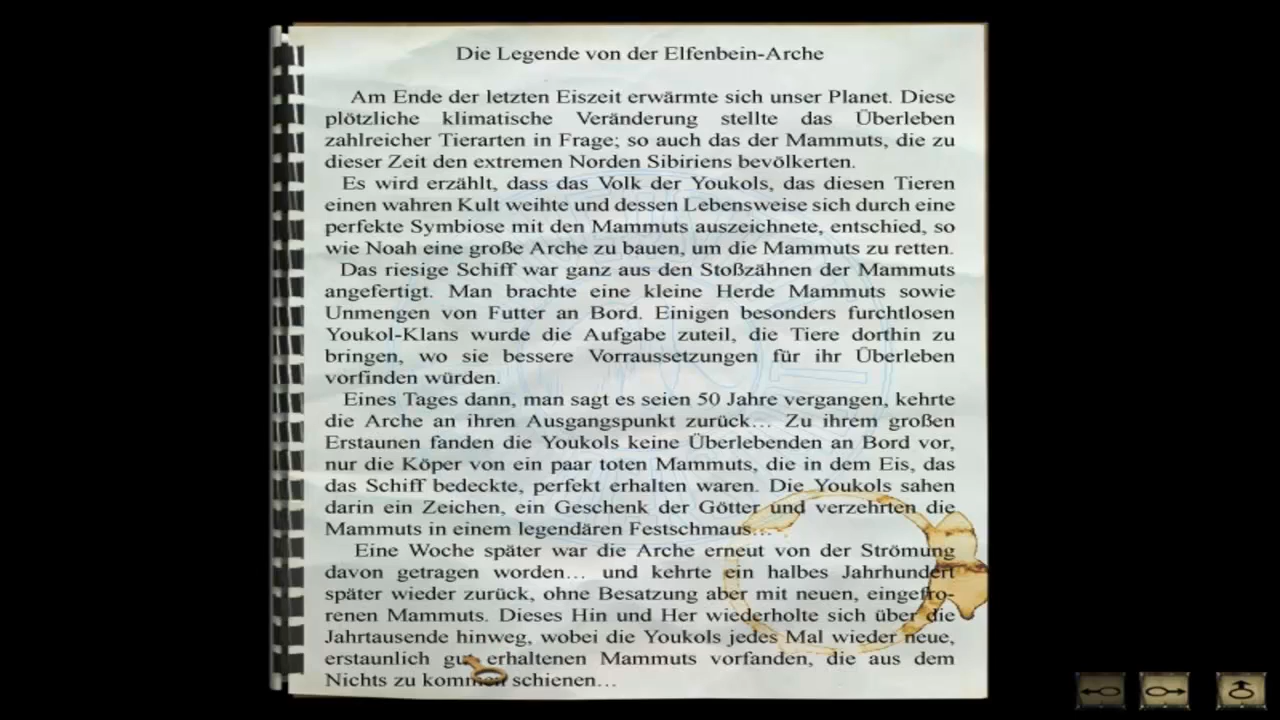 Die Legende von der Elfenbein-Arche
Am Ende der letzten Eiszeit erwärmte sich unser Planet. Diese
plötzliche klimatische Veränderung stellte das Überleben
zahlreicher Tierarten in Frage; so auch das der Mammuts, die zu
dieser Zeit den extremen Norden Sibiriens bevölkerten.
Es wird erzählt, dass das Volk der Youkols, das diesen Tieren
einen wahren Kult weihte und dessen Lebensweise sich durch eine
perfekte Symbiose mit den Mammuts auszeichnete, entschied, so
wie Noah eine große Arche zu bauen, um die Mammuts zu retten.
Das riesige Schiff war ganz aus den Stoßzähnen der Mammuts
angefertigt. Man brachte eine kleine Herde Mammuts sowie
Unmengen von Futter an Bord. Einigen besonders furchtlosen
Youkol-Klans wurde die Aufgabe zuteil, die Tiere dorthin zu
bringen, wo sie bessere Vorraussetzungen für ihr Überleben
vorfinden würden.
Eines Tages dann, man sagt es seien 50 Jahre vergangen, kehrte
die Arche an ihren Ausgangspunkt zurück… Zu ihrem großen
Erstaunen fanden die Youkols keine Überlebenden an Bord vor,
nur die Köper von ein paar toten Mammuts, die in dem Eis, das
das Schiff bedeckte, perfekt erhalten waren. Die Youkols sahen
darin ein Zeichen, ein Geschenk der Götter und verzehrten die
Mammuts in einem legendären Festschmaus…
Eine Woche später war die Arche erneut von der Strömung
davon getragen worden… und kehrte ein halbes Jahrhundert
später wieder zurück, ohne Besatzung aber mit neuen, eingefro-
renen Mammuts. Dieses Hin und Her wiederholte sich über die
Jahrtausende hinweg, wobei die Youkols jedes Mal wieder neue,
erstaunlich gut erhaltenen Mammuts vorfanden, die aus dem
Nichts zu kommen schienen…